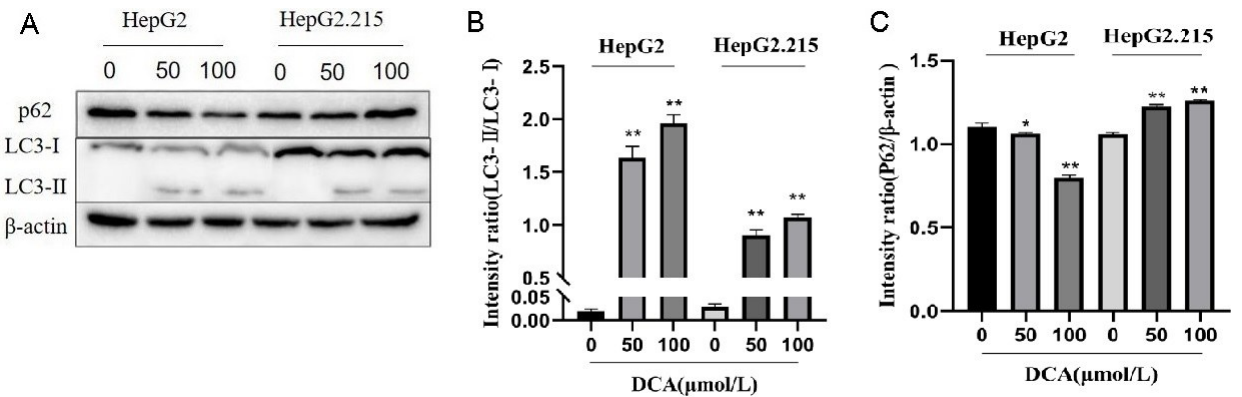 A
HepG2
HepG2.215
0 50 100 0 50 100
p62
LC3-I
LC3-II
β-actin
B
HepG2
HepG2.215
Intensity ratio(LC3- II/LC3- I)
2.5
2.0
1.5
1.0
0.5
0.05
0.00
**
**
**
**
0 50 100 0 50 100
DCA(μmol/L)
C
HepG2
HepG2.215
Intensity ratio(P62/β-actin )
1.5
1.0
0.5
0.0
*
**
**
**
0 50 100 0 50 100
DCA(μmol/L)